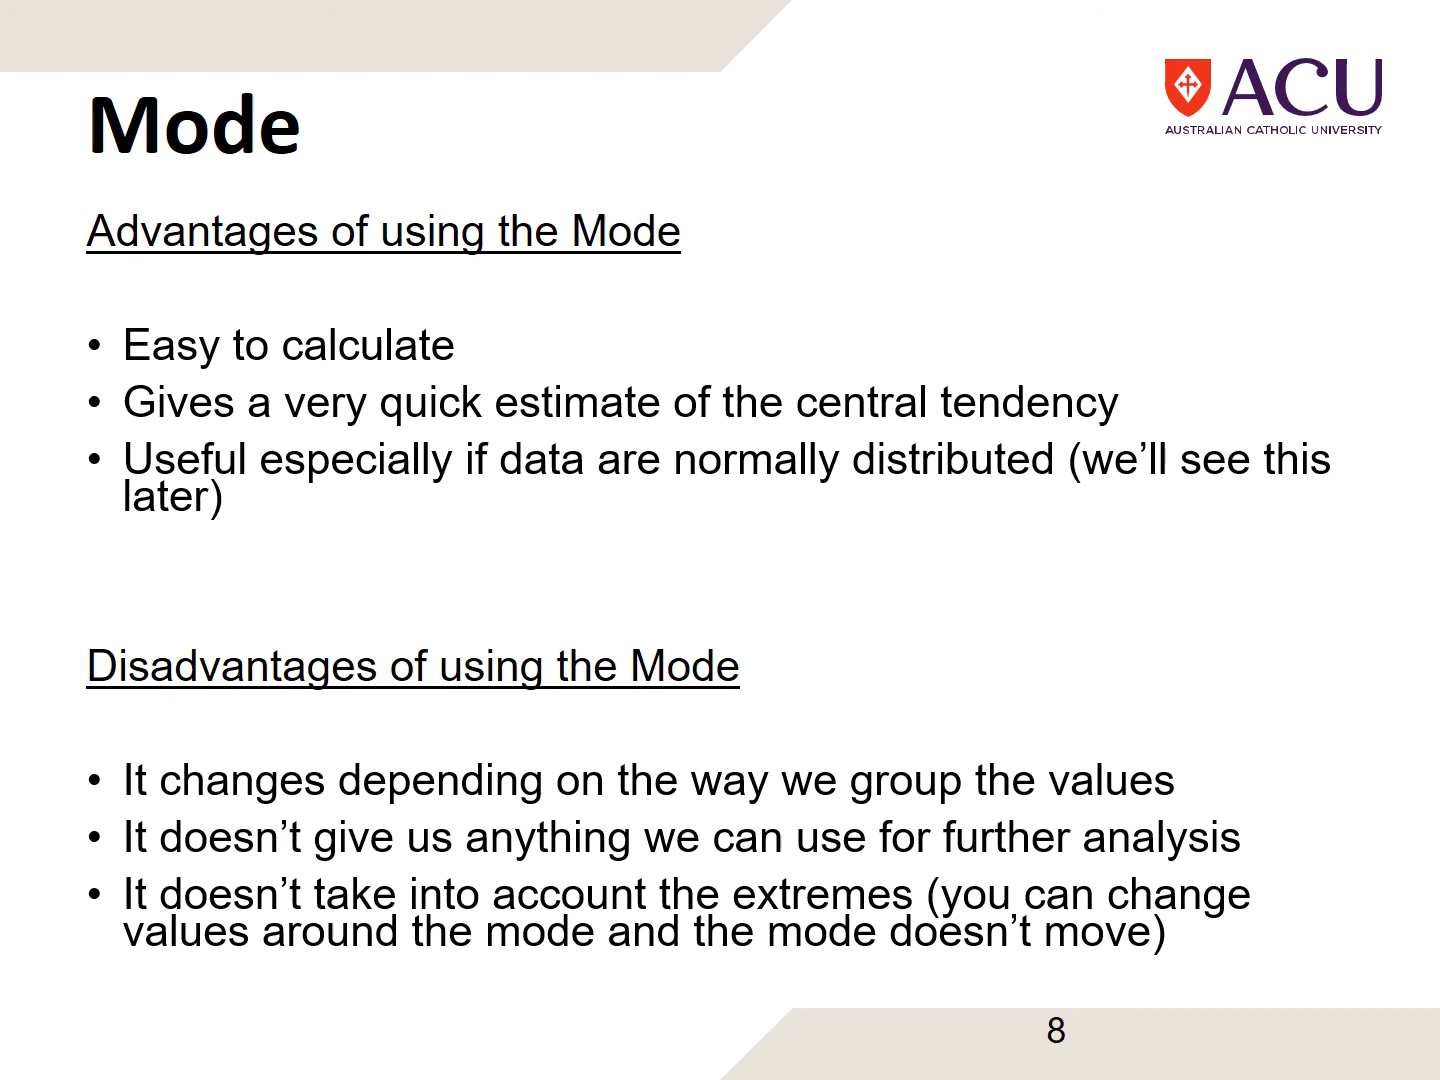 ACU
AUSTRALIAN CATHOLIC UNIVERSITY
Mode
Advantages of using the Mode
• Easy to calculate
• Gives a very quick estimate of the central tendency
• Useful especially if data are normally distributed (we’ll see this
later)
Disadvantages of using the Mode
• It changes depending on the way we group the values
• It doesn’t give us anything we can use for further analysis
• It doesn’t take into account the extremes (you can change
values around the mode and the mode doesn’t move)
8